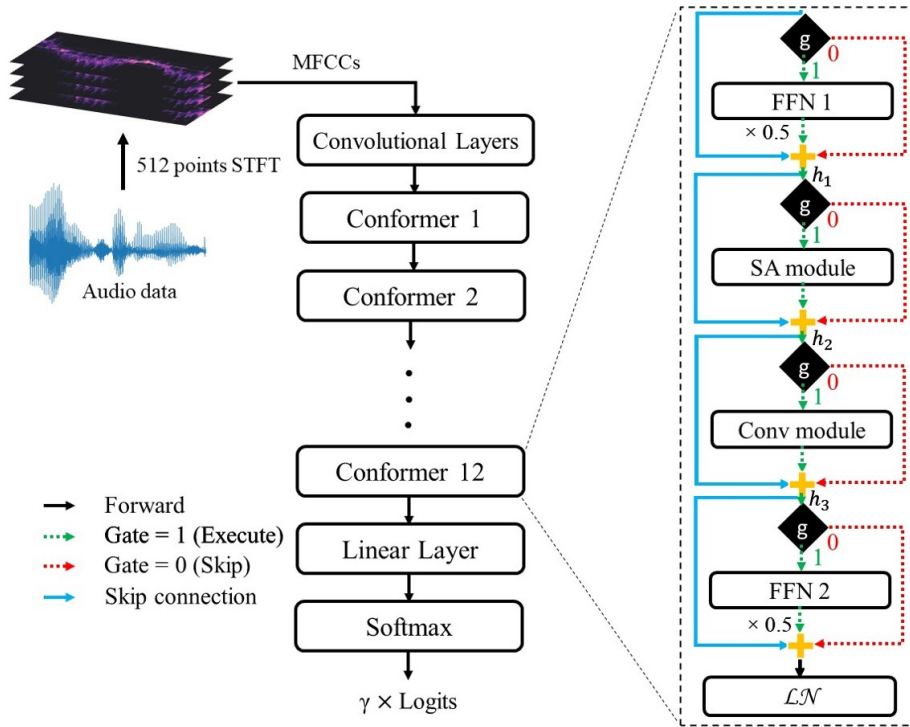 MFCCs
512 points STFT
Audio data
Convolutional Layers
Conformer 1
Conformer 2
Conformer 12
Linear Layer
Softmax
γ × Logits
Forward
Gate = 1 (Execute)
Gate = 0 (Skip)
Skip connection
g
0
1
FFN 1
× 0.5
h₁
g
0
1
SA module
h₂
g
0
1
Conv module
h₃
g
0
1
FFN 2
× 0.5
ℒ𝒩